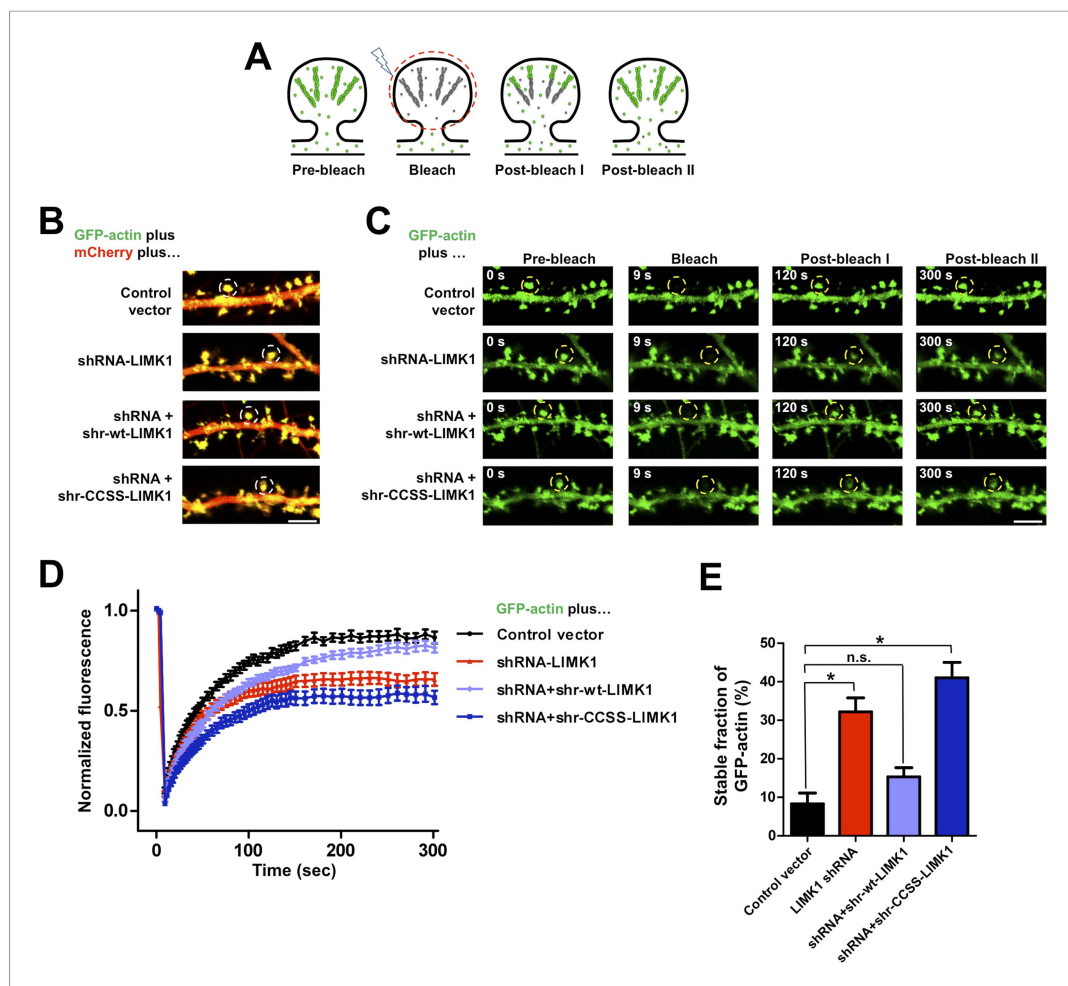 A
Pre-bleach
Bleach
Post-bleach I
Post-bleach II
B
GFP-actin plus
mCherry plus…
Control
vector
shRNA-LIMK1
shRNA +
shr-wt-LIMK1
shRNA +
shr-CCSS-LIMK1
C
GFP-actin
plus …
Pre-bleach
Bleach
Post-bleach I
Post-bleach II
Control
vector
0 s
9 s
120 s
300 s
shRNA-LIMK1
0 s
9 s
120 s
300 s
shRNA +
shr-wt-LIMK1
0 s
9 s
120 s
300 s
shRNA +
shr-CCSS-LIMK1
0 s
9 s
120 s
300 s
D
Normalized fluorescence
1.0
0.5
0.0
0
100
200
300
Time (sec)
GFP-actin plus…
Control vector
shRNA-LIMK1
shRNA+shr-wt-LIMK1
shRNA+shr-CCSS-LIMK1
E
Stable fraction of
GFP-actin (%)
50
40
30
20
10
0
*
n.s.
*
Control vector
LIMK1 shRNA
shRNA+shr-wt-LIMK1
shRNA+shr-CCSS-LIMK1